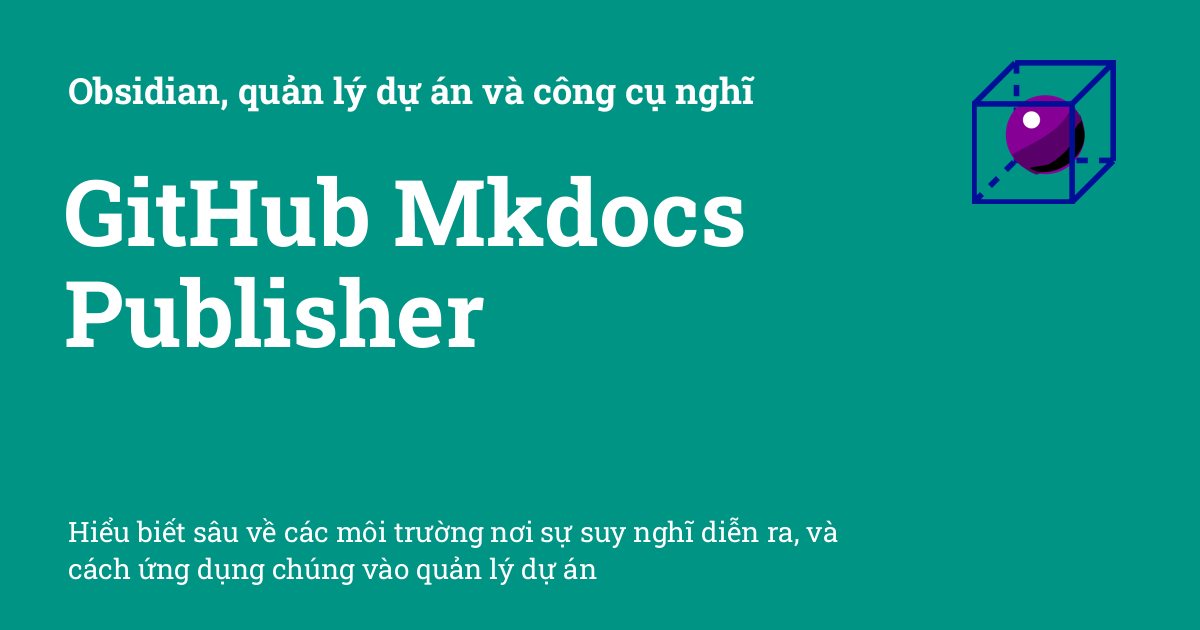 Obsidian, quản lý dự án và công cụ nghĩ
GitHub Mkdocs
Publisher
Hiểu biết sâu về các môi trường nơi sự suy nghĩ diễn ra, và
cách ứng dụng chúng vào quản lý dự án